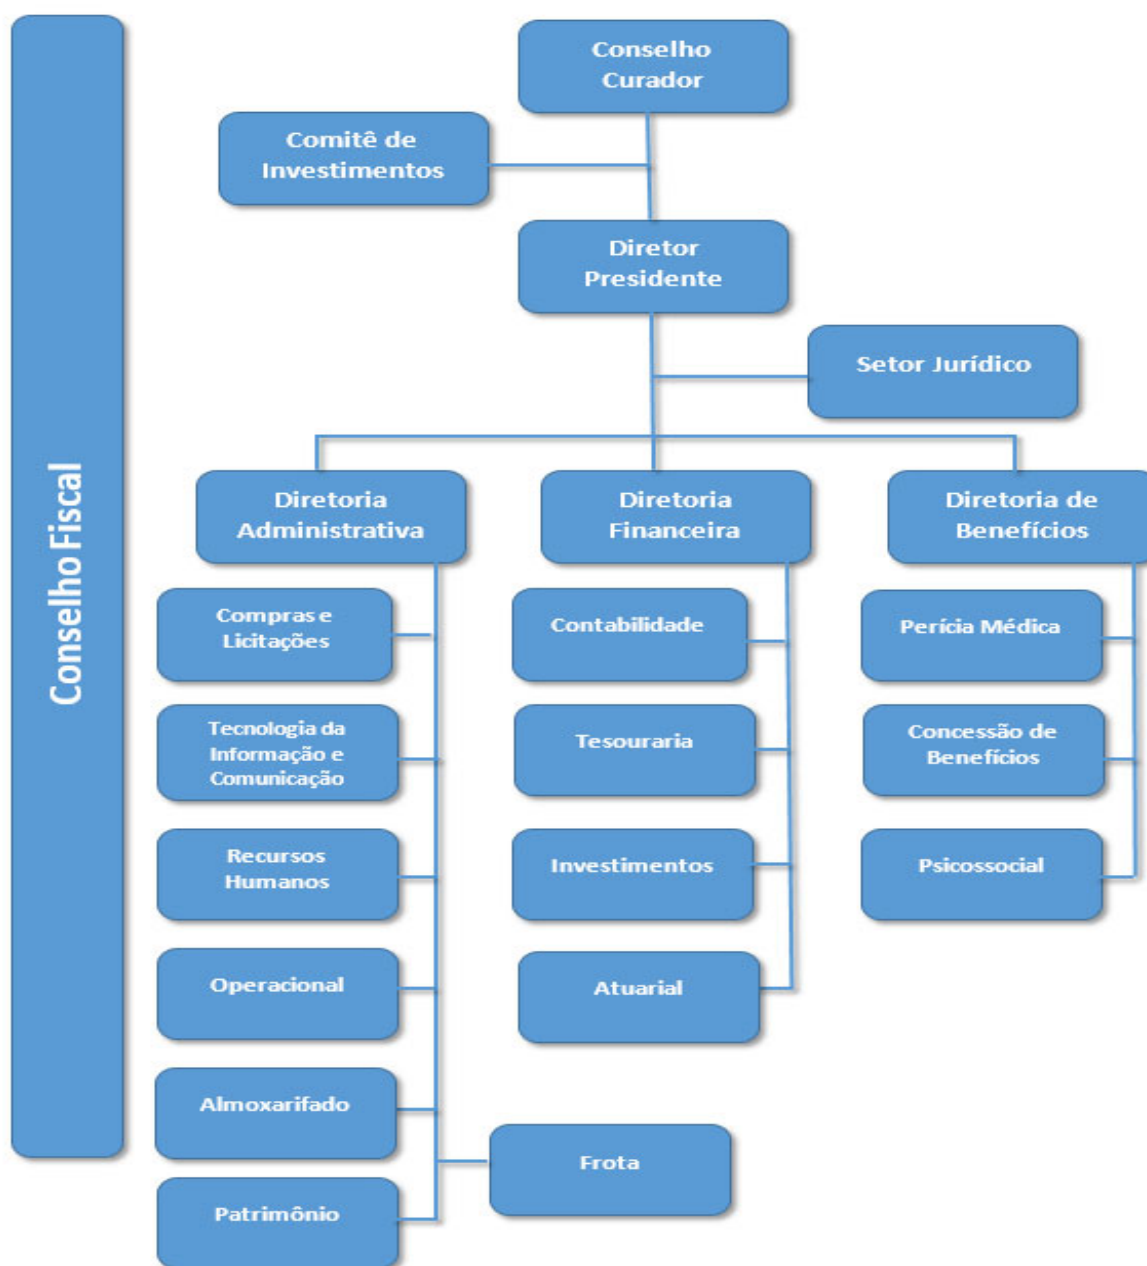 Conselho Fiscal
Conselho
Curador
Comitê de
Investimentos
Diretor
Presidente
Setor Jurídico
Diretoria
Administrativa
Diretoria
Financeira
Diretoria de
Benefícios
Compras e
Licitações
Tecnologia da
Informação e
Comunicação
Recursos
Humanos
Operacional
Almoxarifado
Patrimônio
Frota
Contabilidade
Tesouraria
Investimentos
Atuarial
Perícia Médica
Concessão de
Benefícios
Psicossocial